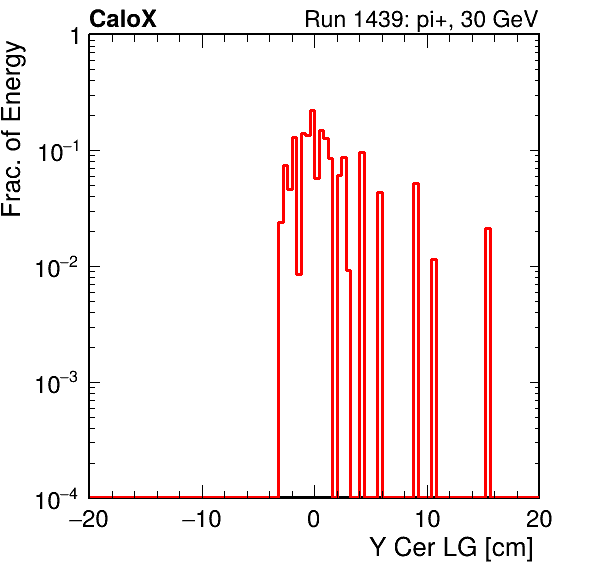 CaloX Run 1439: pi+, 30 GeV
Frac. of Energy
1
10⁻¹
10⁻²
10⁻³
10⁻⁴
−20 −10 0 10 20
Y Cer LG [cm]